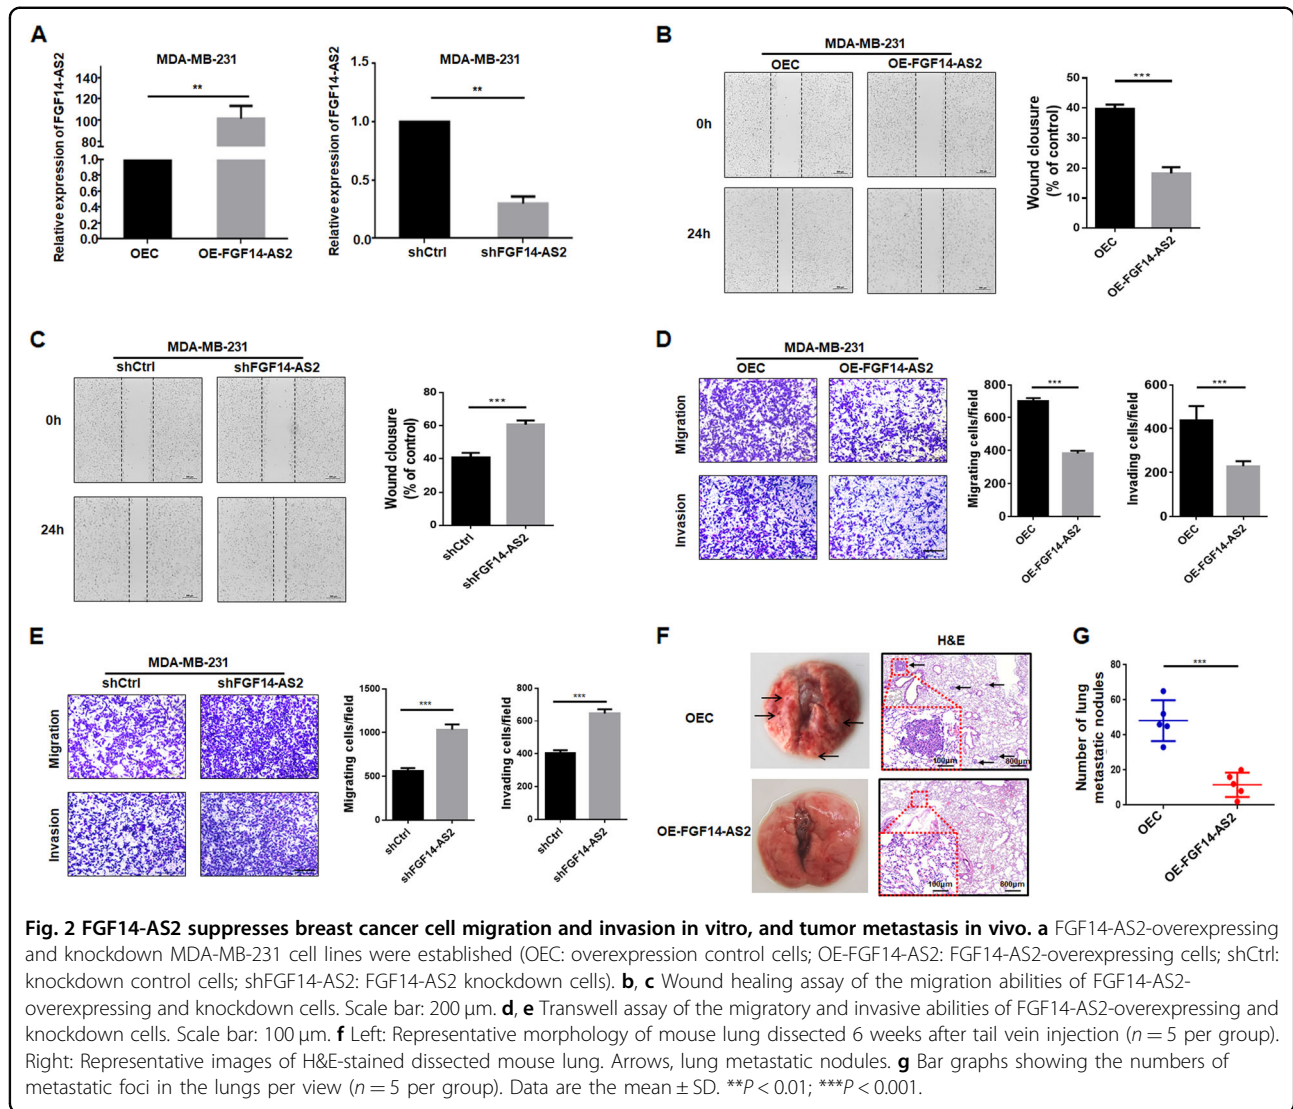 A
MDA-MB-231
Relative expression of FGF14-AS2
140
120
100
80
1.0
0.8
0.6
0.4
0.2
0.0
**
OEC
OE-FGF14-AS2
MDA-MB-231
Relative expression of FGF14-AS2
1.5
1.0
0.5
0.0
**
shCtrl
shFGF14-AS2
B
MDA-MB-231
OEC
OE-FGF14-AS2
0h
24h
Wound clousure
(% of control)
50
40
30
20
10
0
***
OEC
OE-FGF14-AS2
C
MDA-MB-231
shCtrl
shFGF14-AS2
0h
24h
Wound clousure
(% of control)
80
60
40
20
0
***
shCtrl
shFGF14-AS2
D
MDA-MB-231
OEC
OE-FGF14-AS2
Migration
Invasion
Migrating cells/field
800
600
400
200
0
***
OEC
OE-FGF14-AS2
Invading cells/field
600
400
200
0
***
OEC
OE-FGF14-AS2
E
MDA-MB-231
shCtrl
shFGF14-AS2
Migration
Invasion
Migrating cells/field
1500
1000
500
0
***
shCtrl
shFGF14-AS2
Invading cells/field
800
600
400
200
0
***
shCtrl
shFGF14-AS2
F
H&E
OEC
100μm
800μm
OE-FGF14-AS2
100μm
800μm
G
Number of lung
metastatic nodules
80
60
40
20
0
***
OEC
OE-FGF14-AS2
Fig. 2 FGF14-AS2 suppresses breast cancer cell migration and invasion in vitro, and tumor metastasis in vivo. a FGF14-AS2-overexpressing
and knockdown MDA-MB-231 cell lines were established (OEC: overexpression control cells; OE-FGF14-AS2: FGF14-AS2-overexpressing cells; shCtrl:
knockdown control cells; shFGF14-AS2: FGF14-AS2 knockdown cells). b, c Wound healing assay of the migration abilities of FGF14-AS2-
overexpressing and knockdown cells. Scale bar: 200 μm. d, e Transwell assay of the migratory and invasive abilities of FGF14-AS2-overexpressing and
knockdown cells. Scale bar: 100 μm. f Left: Representative morphology of mouse lung dissected 6 weeks after tail vein injection (n = 5 per group).
Right: Representative images of H&E-stained dissected mouse lung. Arrows, lung metastatic nodules. g Bar graphs showing the numbers of
metastatic foci in the lungs per view (n = 5 per group). Data are the mean ± SD. **P < 0.01; ***P < 0.001.